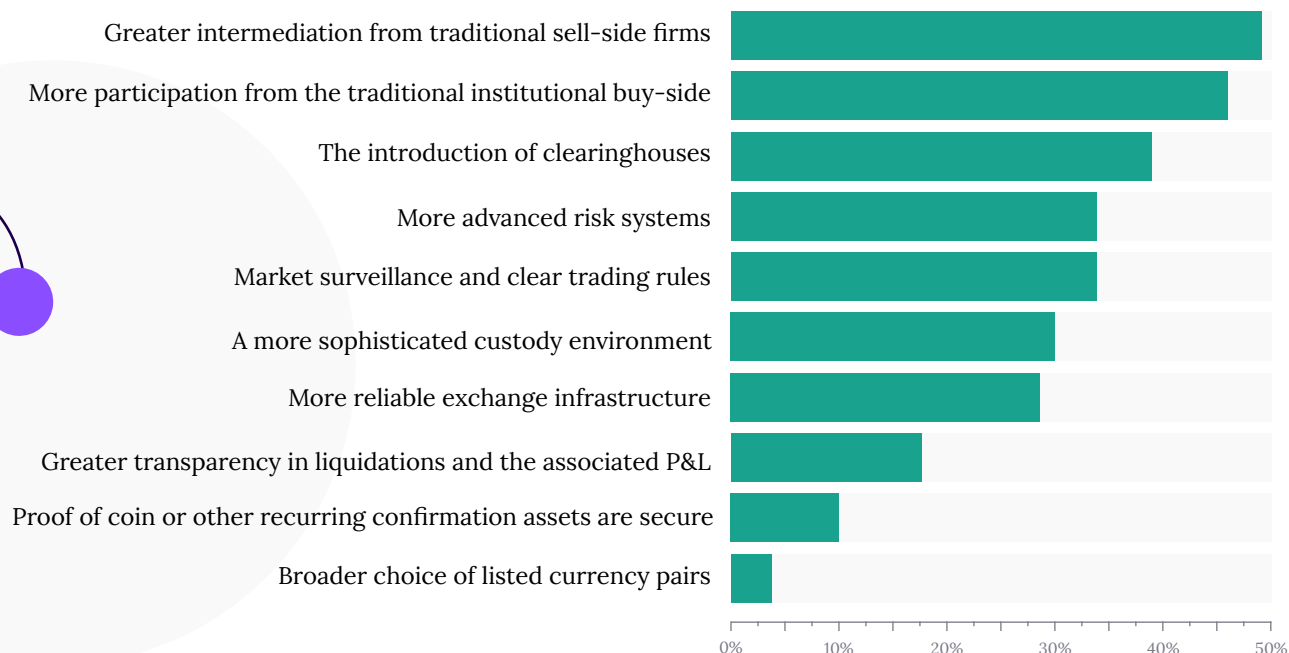 Greater intermediation from traditional sell-side firms
More participation from the traditional institutional buy-side
The introduction of clearinghouses
More advanced risk systems
Market surveillance and clear trading rules
A more sophisticated custody environment
More reliable exchange infrastructure
Greater transparency in liquidations and the associated P&L
Proof of coin or other recurring confirmation assets are secure
Broader choice of listed currency pairs
0% 10% 20% 30% 40% 50%